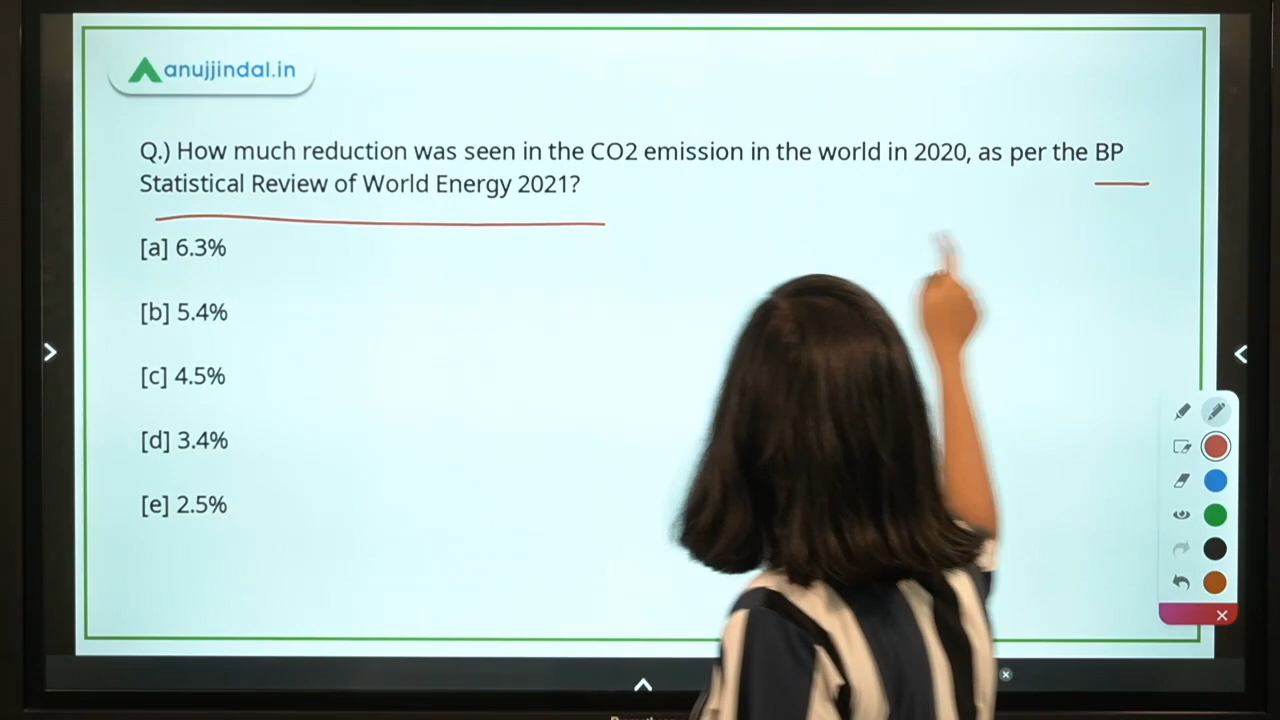 anujjindal.in
Q.) How much reduction was seen in the CO2 emission in the world in 2020, as per the BP
Statistical Review of World Energy 2021?
[a] 6.3%
[b] 5.4%
[c] 4.5%
[d] 3.4%
[e] 2.5%